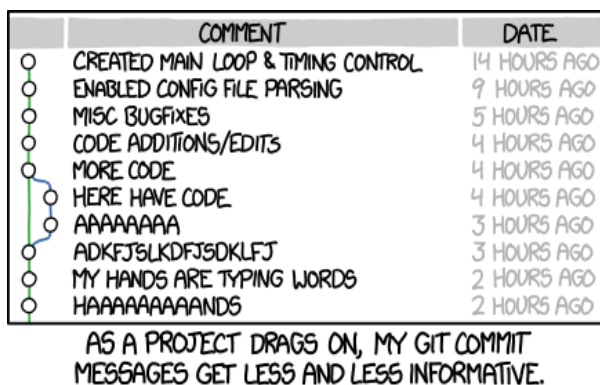 COMMENT DATE
CREATED MAIN LOOP & TIMING CONTROL 14 HOURS AGO
ENABLED CONFIG FILE PARSING 9 HOURS AGO
MISC BUGFIXES 5 HOURS AGO
CODE ADDITIONS/EDITS 4 HOURS AGO
MORE CODE 4 HOURS AGO
HERE HAVE CODE 4 HOURS AGO
AAAAAAAA 3 HOURS AGO
ADKFJSLKDFJSDKLFJ 3 HOURS AGO
MY HANDS ARE TYPING WORDS 2 HOURS AGO
HAAAAAAAAANDS 2 HOURS AGO
AS A PROJECT DRAGS ON, MY GIT COMMIT
MESSAGES GET LESS AND LESS INFORMATIVE.